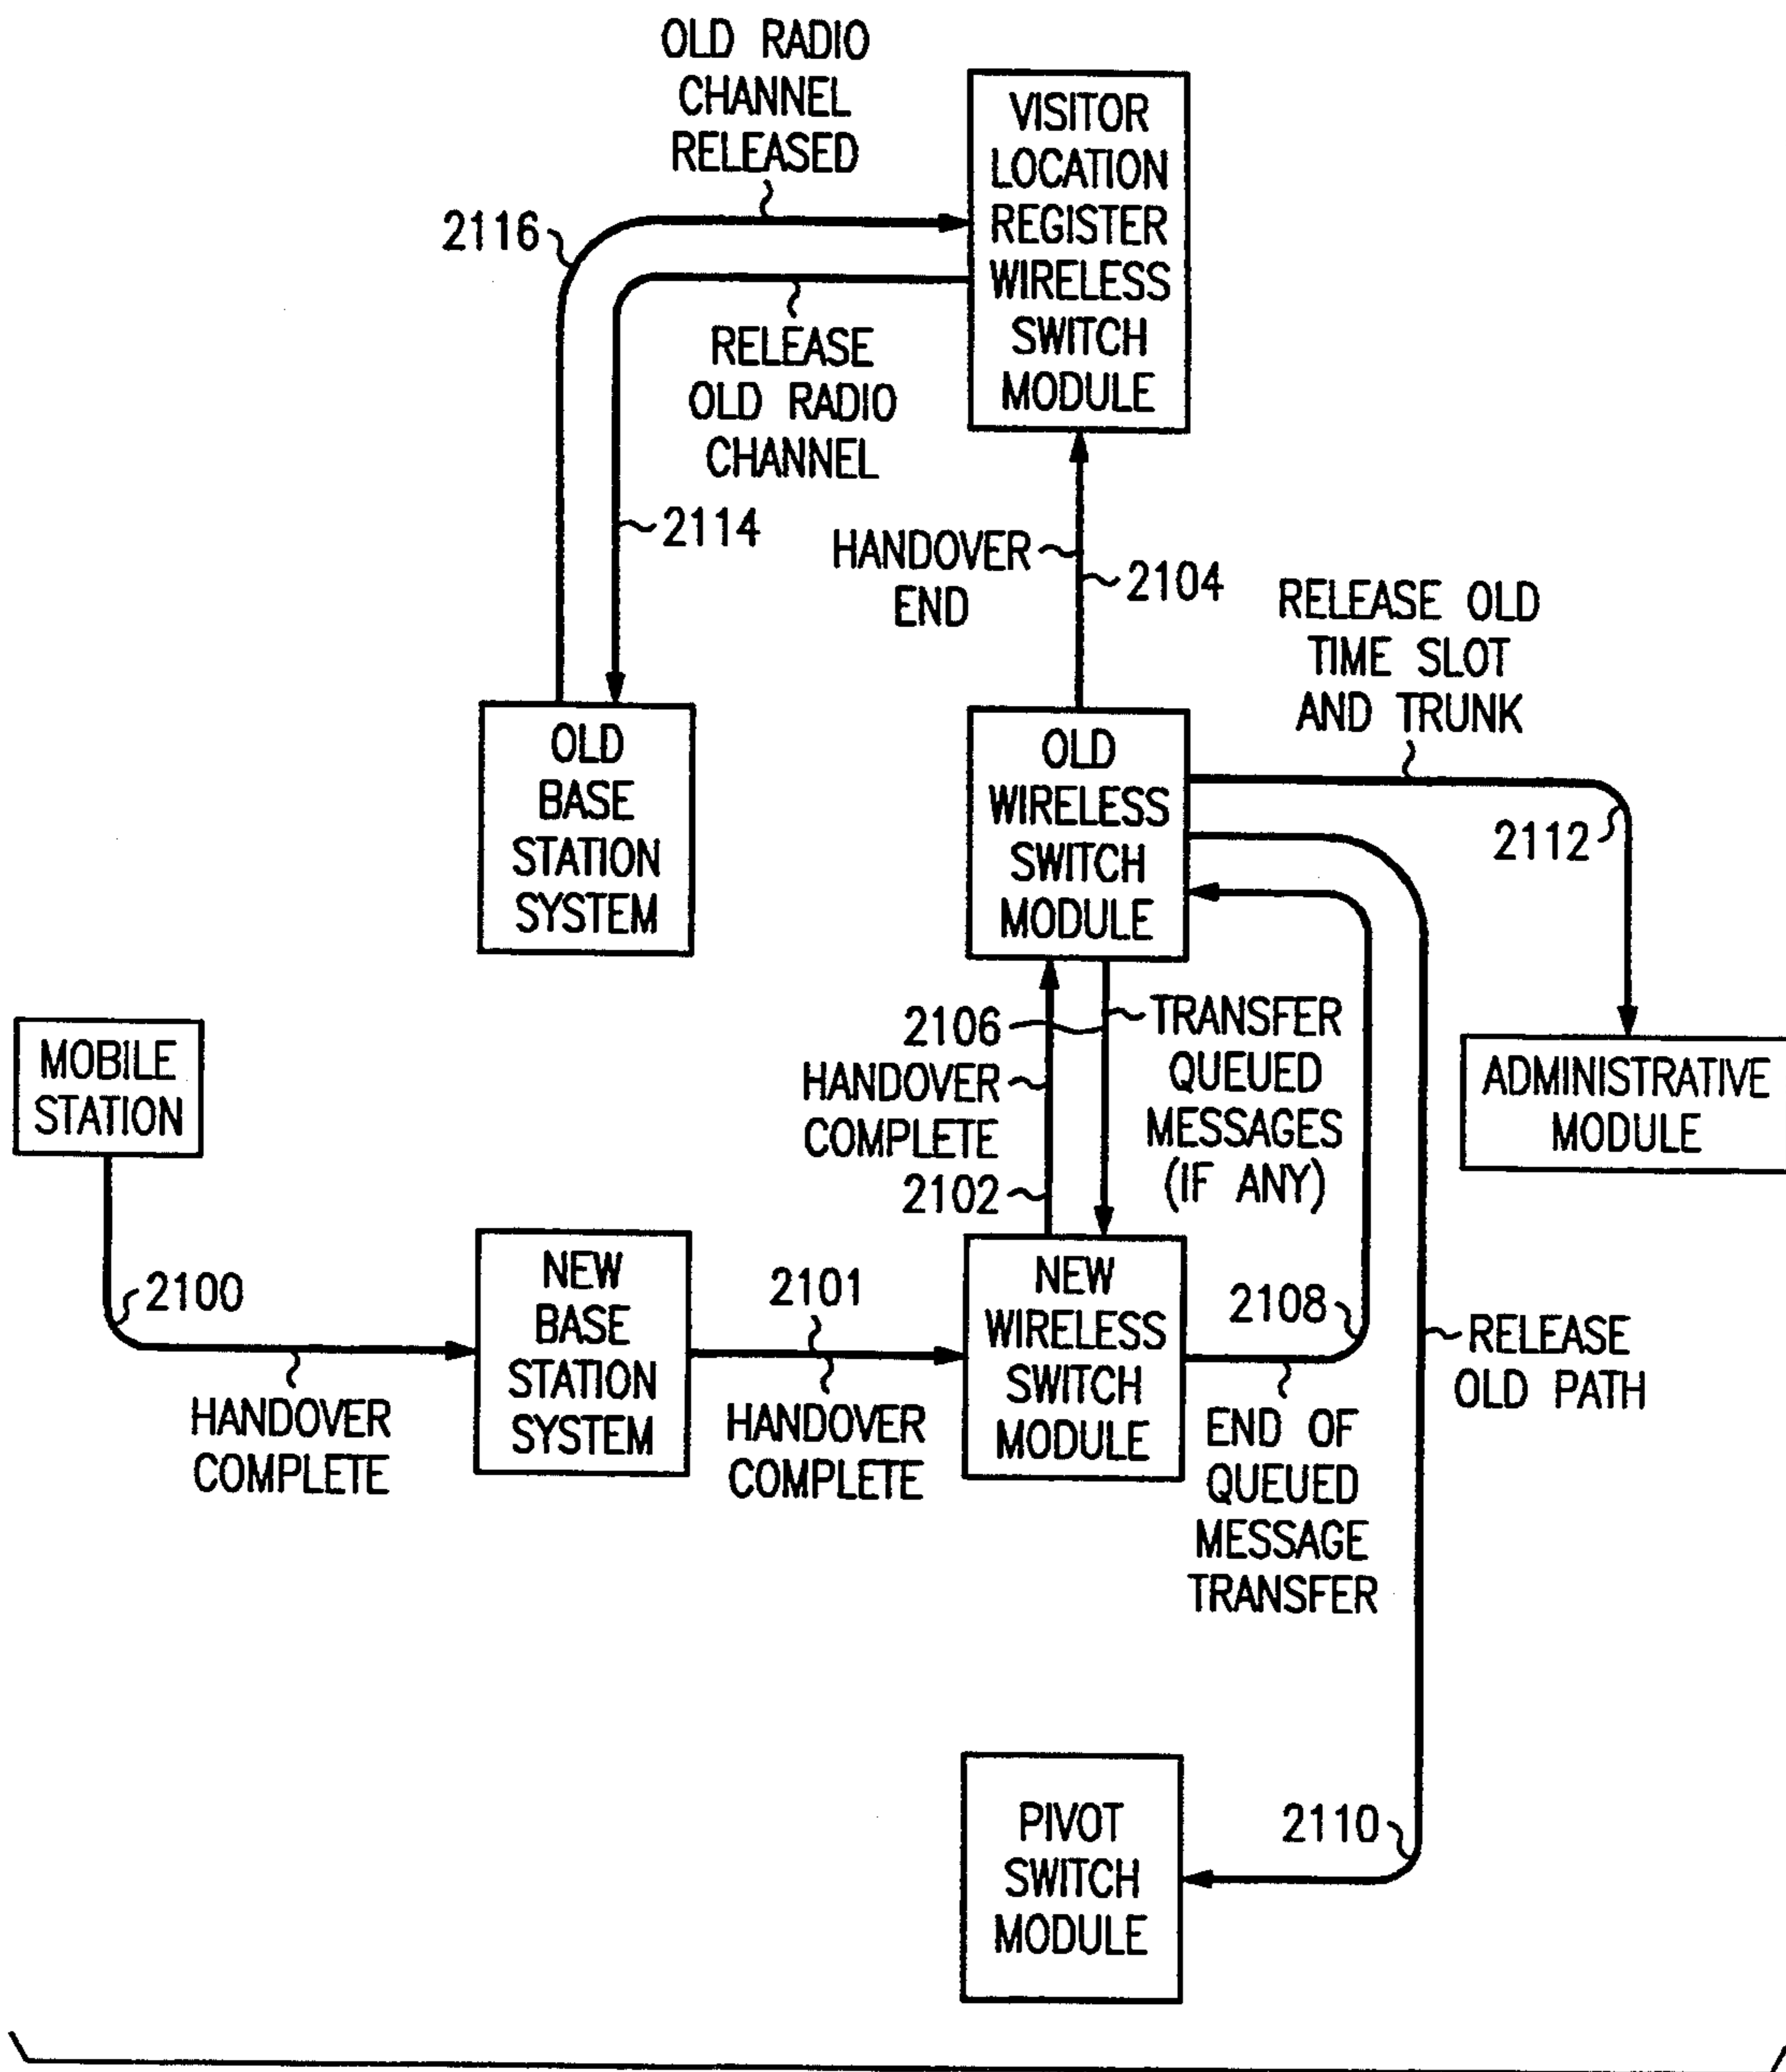 OLD RADIO
CHANNEL
RELEASED
VISITOR
LOCATION
REGISTER
WIRELESS
SWITCH
MODULE
2116
RELEASE
OLD RADIO
CHANNEL
2114
HANDOVER
END
2104
RELEASE OLD
TIME SLOT
AND TRUNK
2112
OLD
BASE
STATION
SYSTEM
OLD
WIRELESS
SWITCH
MODULE
MOBILE
STATION
2106
TRANSFER
QUEUED
MESSAGES
(IF ANY)
HANDOVER
COMPLETE
2102
ADMINISTRATIVE
MODULE
2100
HANDOVER
COMPLETE
NEW
BASE
STATION
SYSTEM
2101
HANDOVER
COMPLETE
NEW
WIRELESS
SWITCH
MODULE
2108
END OF
QUEUED
MESSAGE
TRANSFER
RELEASE
OLD PATH
2110
PIVOT
SWITCH
MODULE